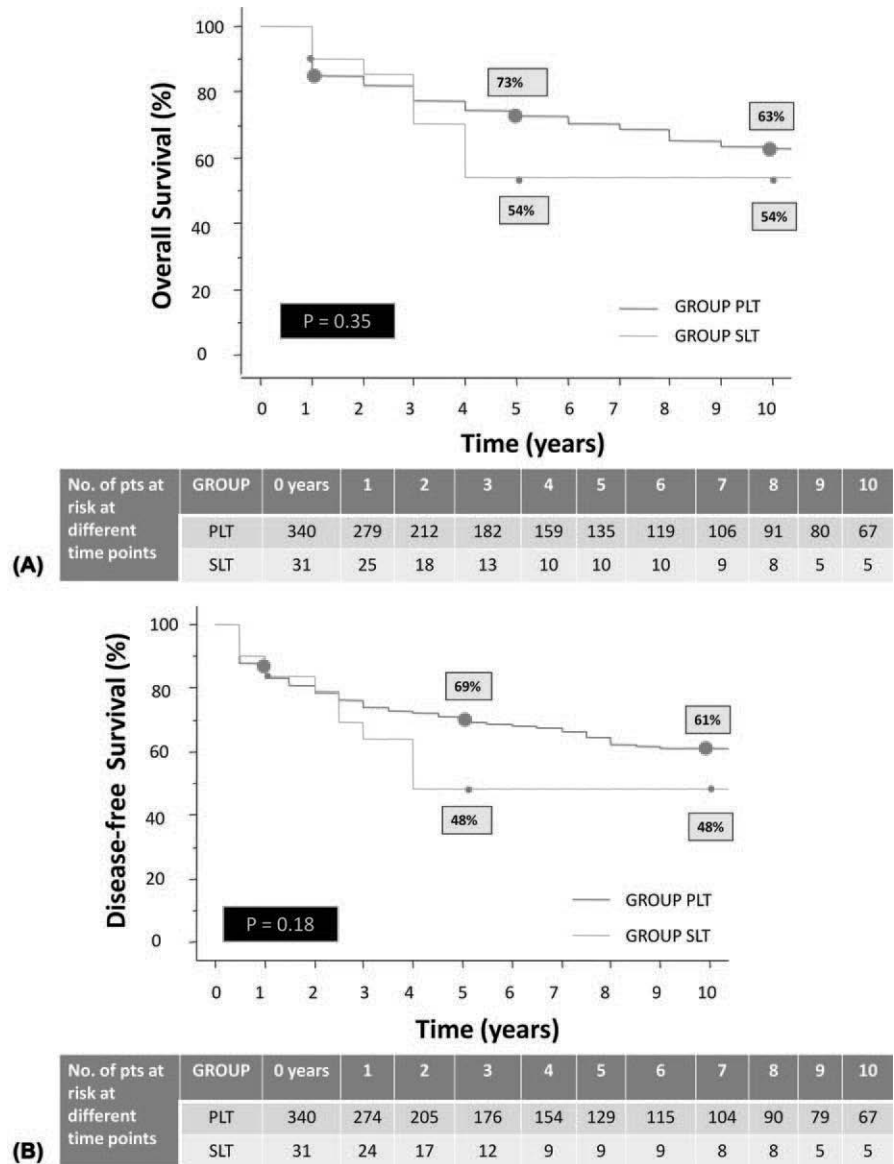 100
80
60
40
20
0
Overall Survival (%)
73%
63%
54%
54%
P = 0.35
GROUP PLT
GROUP SLT
0 1 2 3 4 5 6 7 8 9 10
Time (years)
No. of pts at risk at different time points
GROUP 0 years 1 2 3 4 5 6 7 8 9 10
PLT 340 279 212 182 159 135 119 106 91 80 67
SLT 31 25 18 13 10 10 10 9 8 5 5
(A)
100
80
60
40
20
0
Disease-free Survival (%)
69%
61%
48%
48%
P = 0.18
GROUP PLT
GROUP SLT
0 1 2 3 4 5 6 7 8 9 10
Time (years)
No. of pts at risk at different time points
GROUP 0 years 1 2 3 4 5 6 7 8 9 10
PLT 340 274 205 176 154 129 115 104 90 79 67
SLT 31 24 17 12 9 9 9 8 8 5 5
(B)